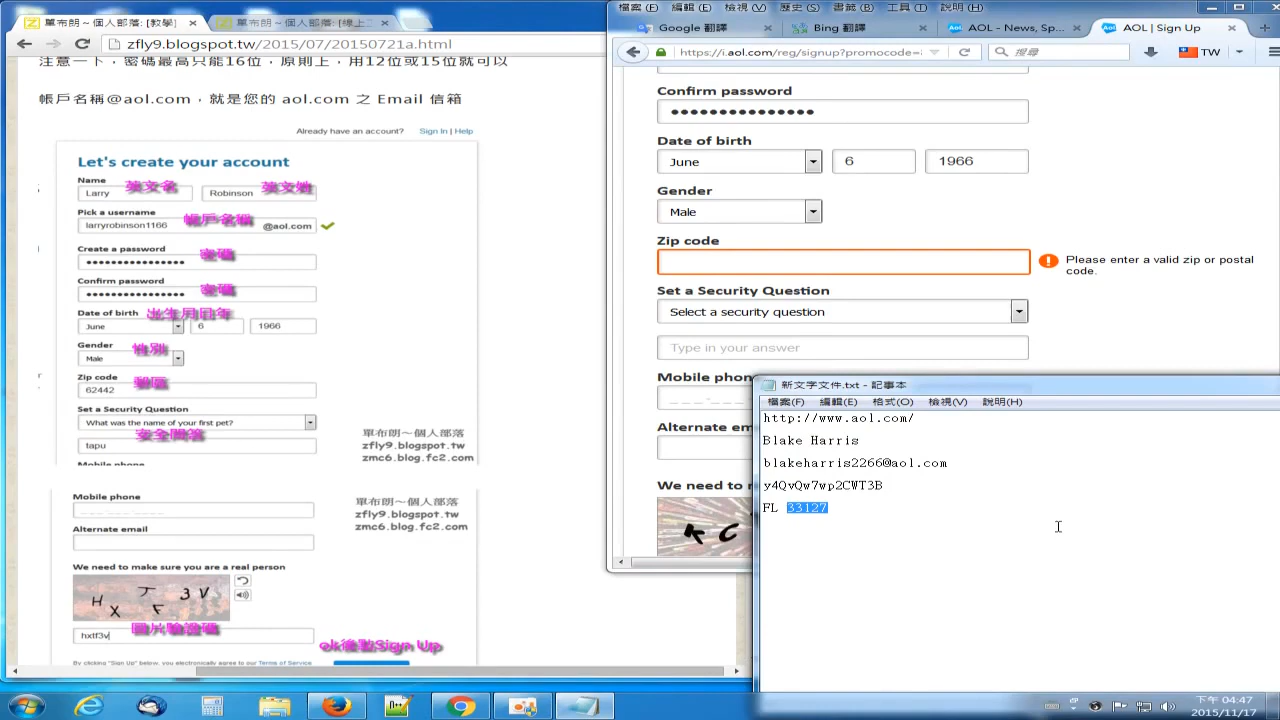 單布朗～個人部落: [教學]
單布朗～個人部落: [線上
zfly9.blogspot.tw/2015/07/20150721a.html
注意一下，密碼最高只能16位，原則上，用12位或15位就可以
帳戶名稱@aol.com，就是您的 aol.com 之 Email 信箱
Already have an account? Sign In | Help
Let's create your account
Name
Larry 英文名 Robinson 英文姓
Pick a username
larryrobinson1166 帳戶名稱 @aol.com
Create a password
密碼
Confirm password
密碼
Date of birth 出生月日年
June 6 1966
Gender
Male 性別
Zip code 郵區
62442
Set a Security Question
What was the name of your first pet?
安全問答
tapu
單布朗～個人部落
zfly9.blogspot.tw
zmc6.blog.fc2.com
Mobile phone
Mobile phone
單布朗～個人部落
zfly9.blogspot.tw
zmc6.blog.fc2.com
Alternate email
We need to make sure you are a real person
H X T F 3 V
圖片驗證碼
hxtf3v
ok後點Sign Up
By clicking "Sign Up" below, you electronically agree to our Terms of Service
檔案(F) 編輯(E) 檢視(V) 說明(H)
Google 翻譯
翻譯
AOL - News, Sp
AOL | Sign Up
https://i.aol.com/reg/signup?promocode=
搜尋
TW
Confirm password
Date of birth
June 6 1966
Gender
Male
Zip code
Please enter a valid zip or postal
code.
Set a Security Question
Select a security question
Type in your answer
Mobile phon
Alternate em
We need to m
K C
新文字文件.txt - 記事本
檔案(F) 編輯(E) 格式(O) 檢視(V) 說明(H)
http://www.aol.com/
Blake harris
blakeharris2266@aol.com
y4QvQw7wp2CWT3B
FL 33127
下午 04:47
2015/11/17